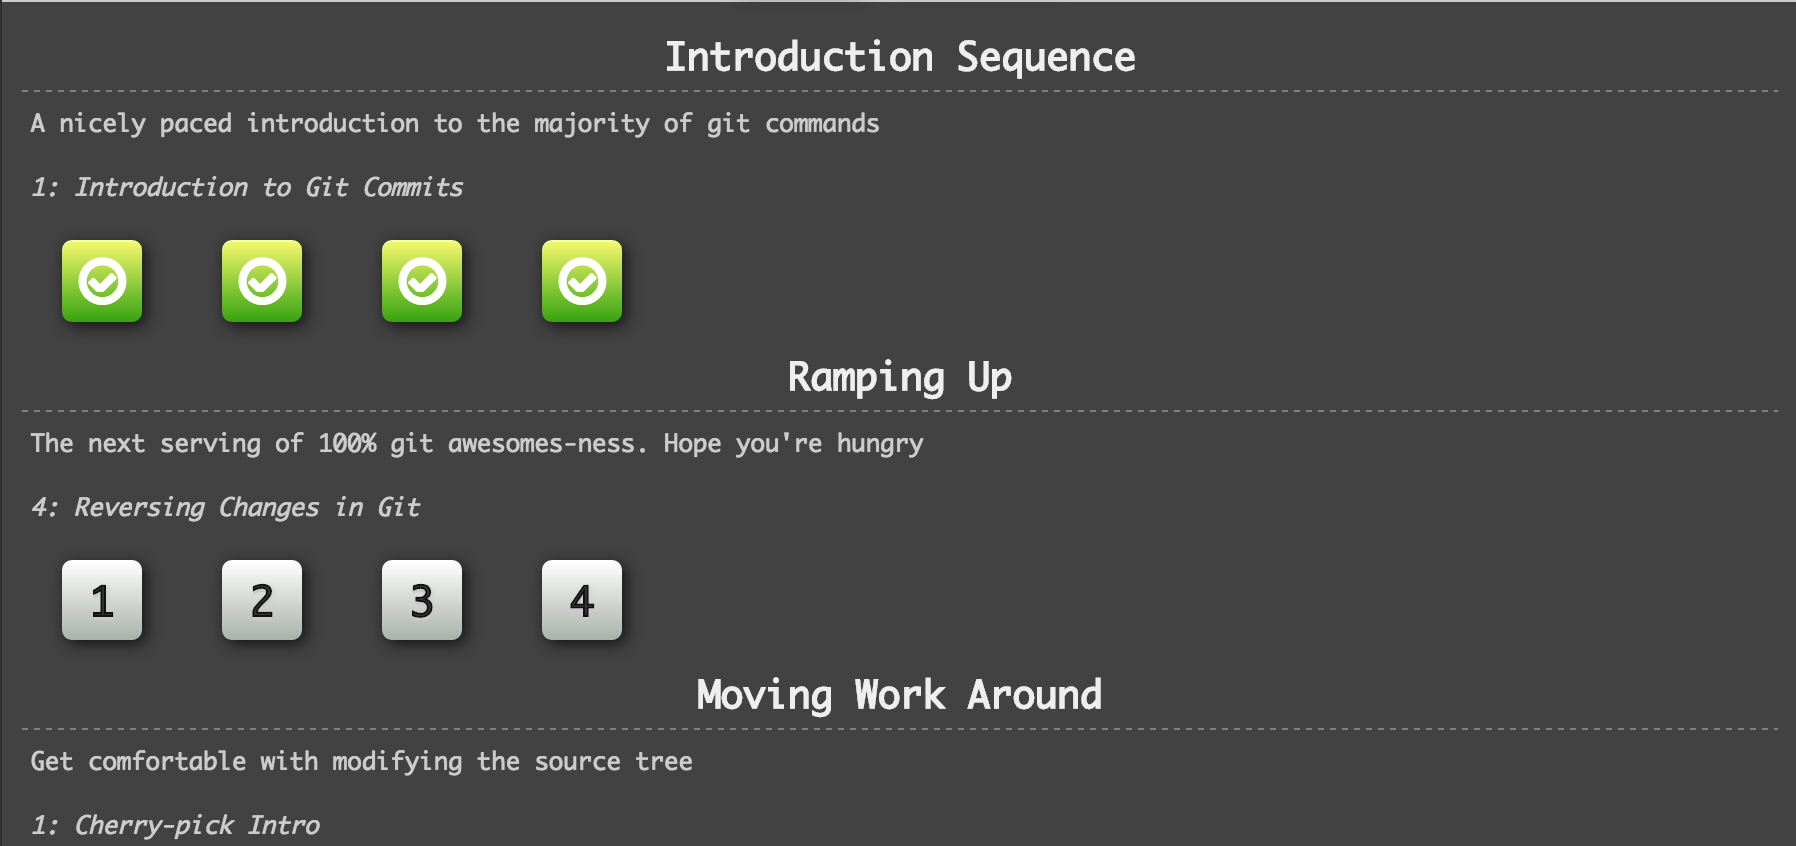 Introduction Sequence
A nicely paced introduction to the majority of git commands
1: Introduction to Git Commits
Ramping Up
The next serving of 100% git awesomes-ness. Hope you're hungry
4: Reversing Changes in Git
1 2 3 4
Moving Work Around
Get comfortable with modifying the source tree
1: Cherry-pick Intro